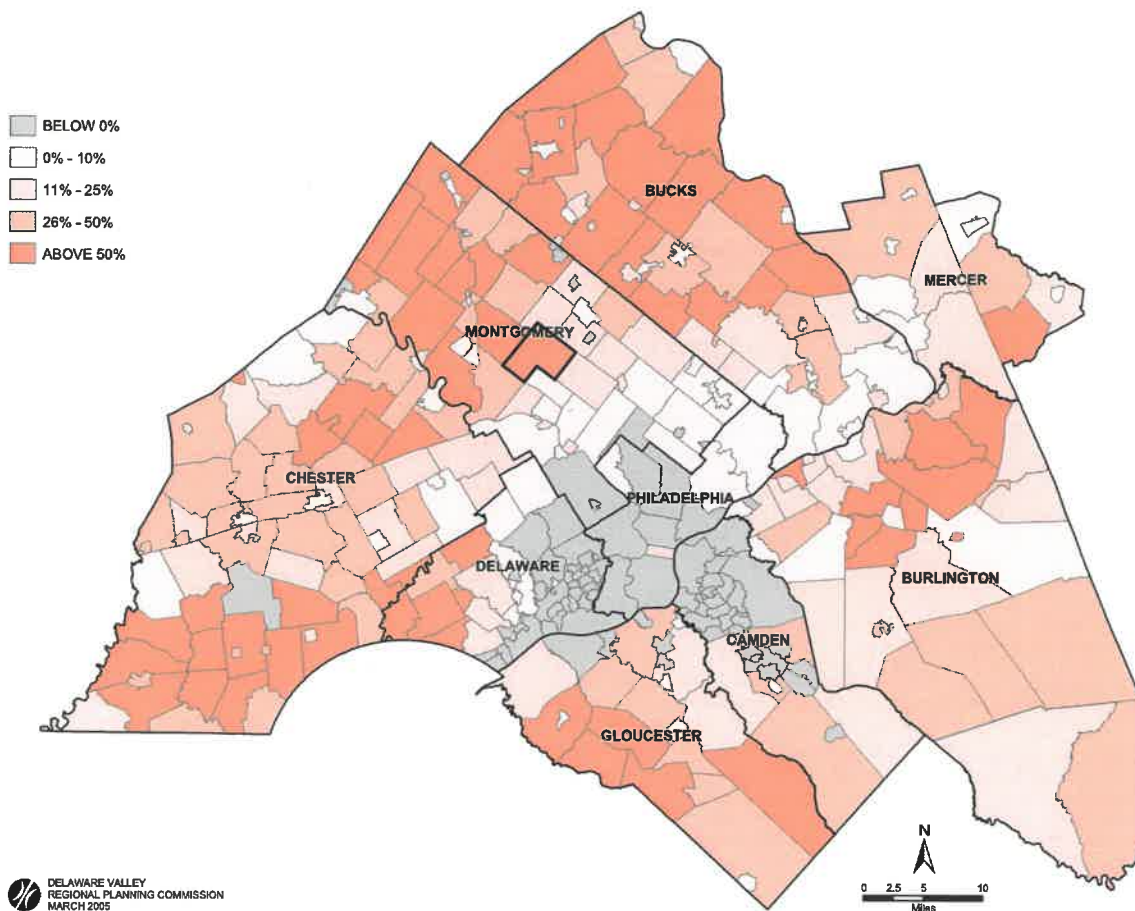 BELOW 0%
0% - 10%
11% - 25%
26% - 50%
ABOVE 50%
BUCKS
MERCER
MONTGOMERY
CHESTER
PHILADELPHIA
DELAWARE
BURLINGTON
CAMDEN
GLOUCESTER
N
0 2.5 5 10
Miles
DELAWARE VALLEY
REGIONAL PLANNING COMMISSION
MARCH 2005